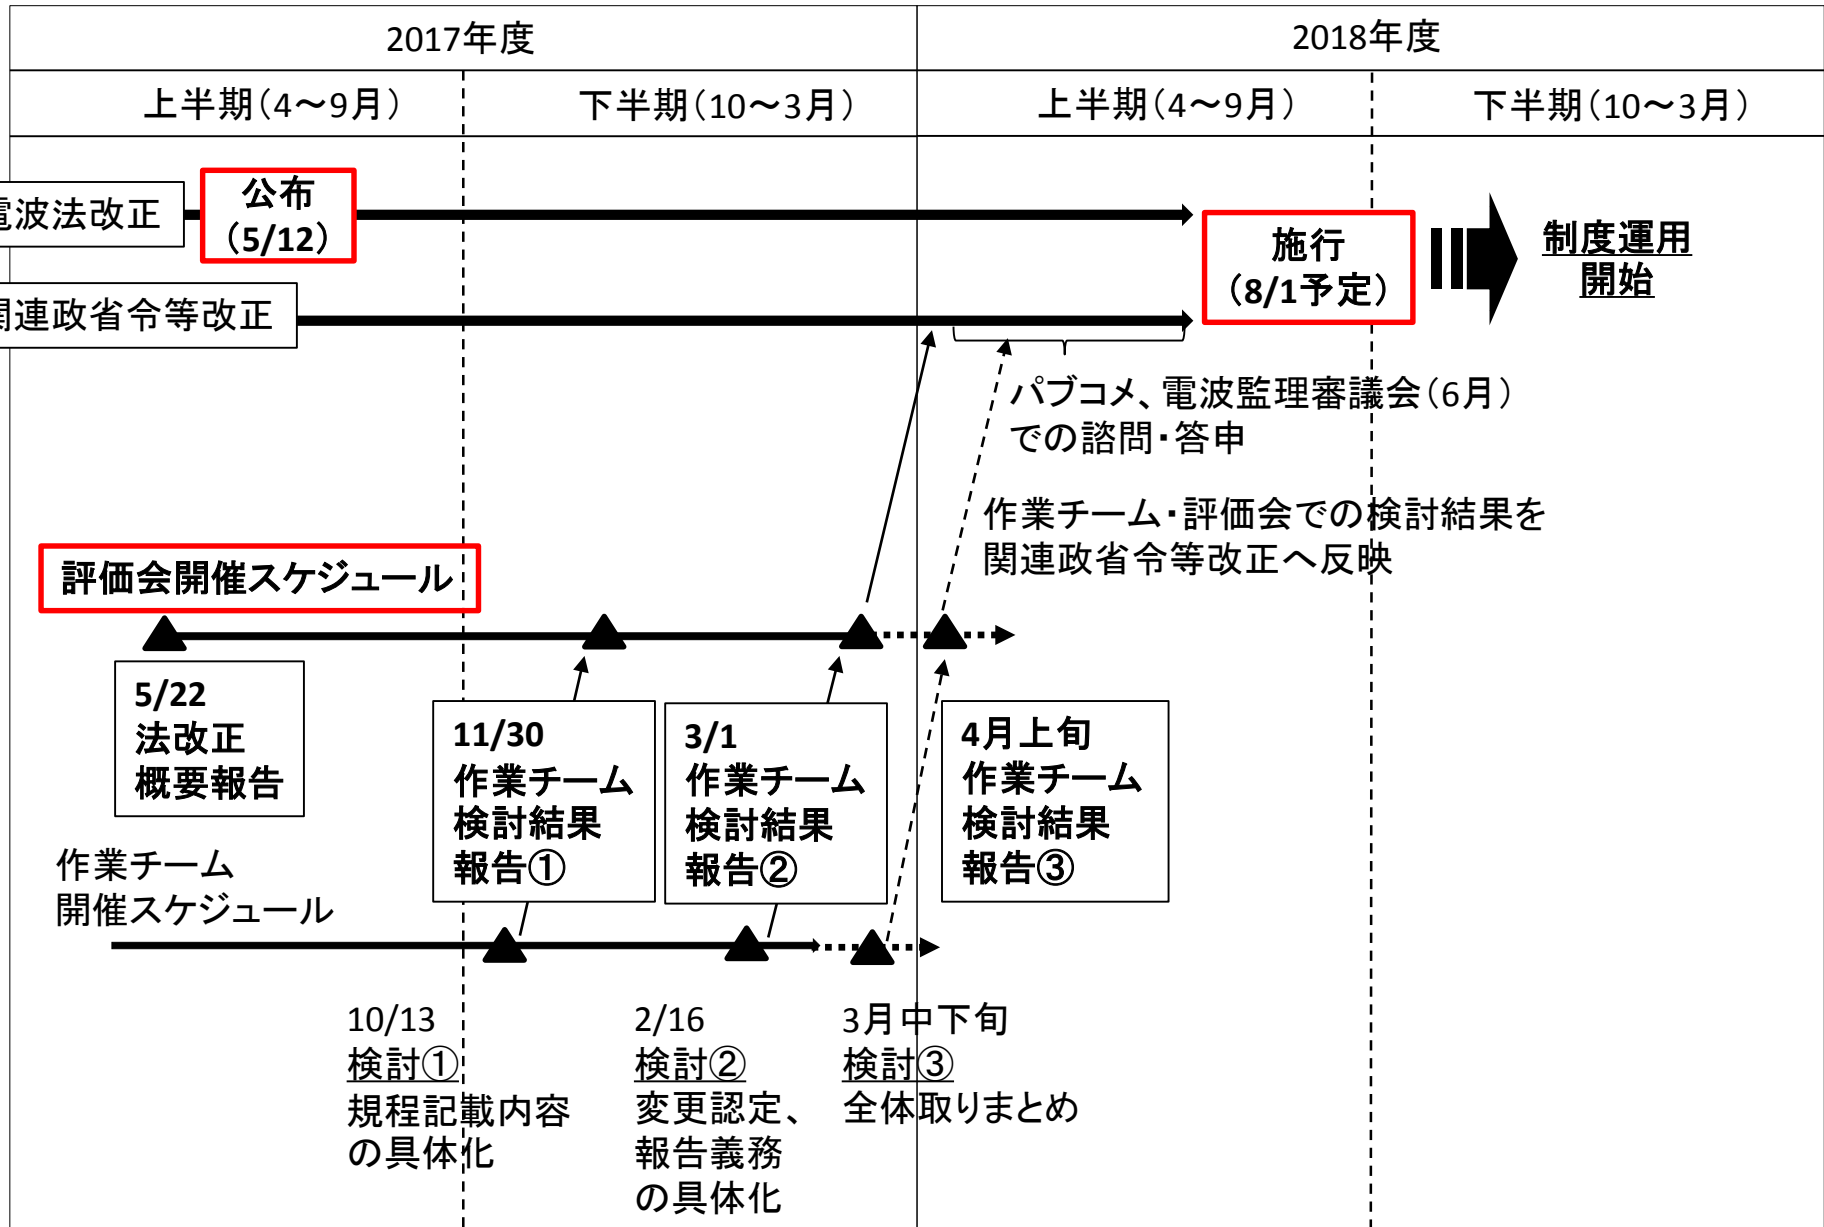 2017年度
2018年度
上半期(4～9月)
下半期(10～3月)
上半期(4～9月)
下半期(10～3月)
電波法改正
公布
(5/12)
施行
(8/1予定)
制度運用
開始
関連政省令等改正
パブコメ、電波監理審議会(6月)
での諮問・答申
作業チーム・評価会での検討結果を
関連政省令等改正へ反映
評価会開催スケジュール
5/22
法改正
概要報告
11/30
作業チーム
検討結果
報告①
3/1
作業チーム
検討結果
報告②
4月上旬
作業チーム
検討結果
報告③
作業チーム
開催スケジュール
10/13
検討①
規程記載内容
の具体化
2/16
検討②
変更認定、
報告義務
の具体化
3月中下旬
検討③
全体取りまとめ